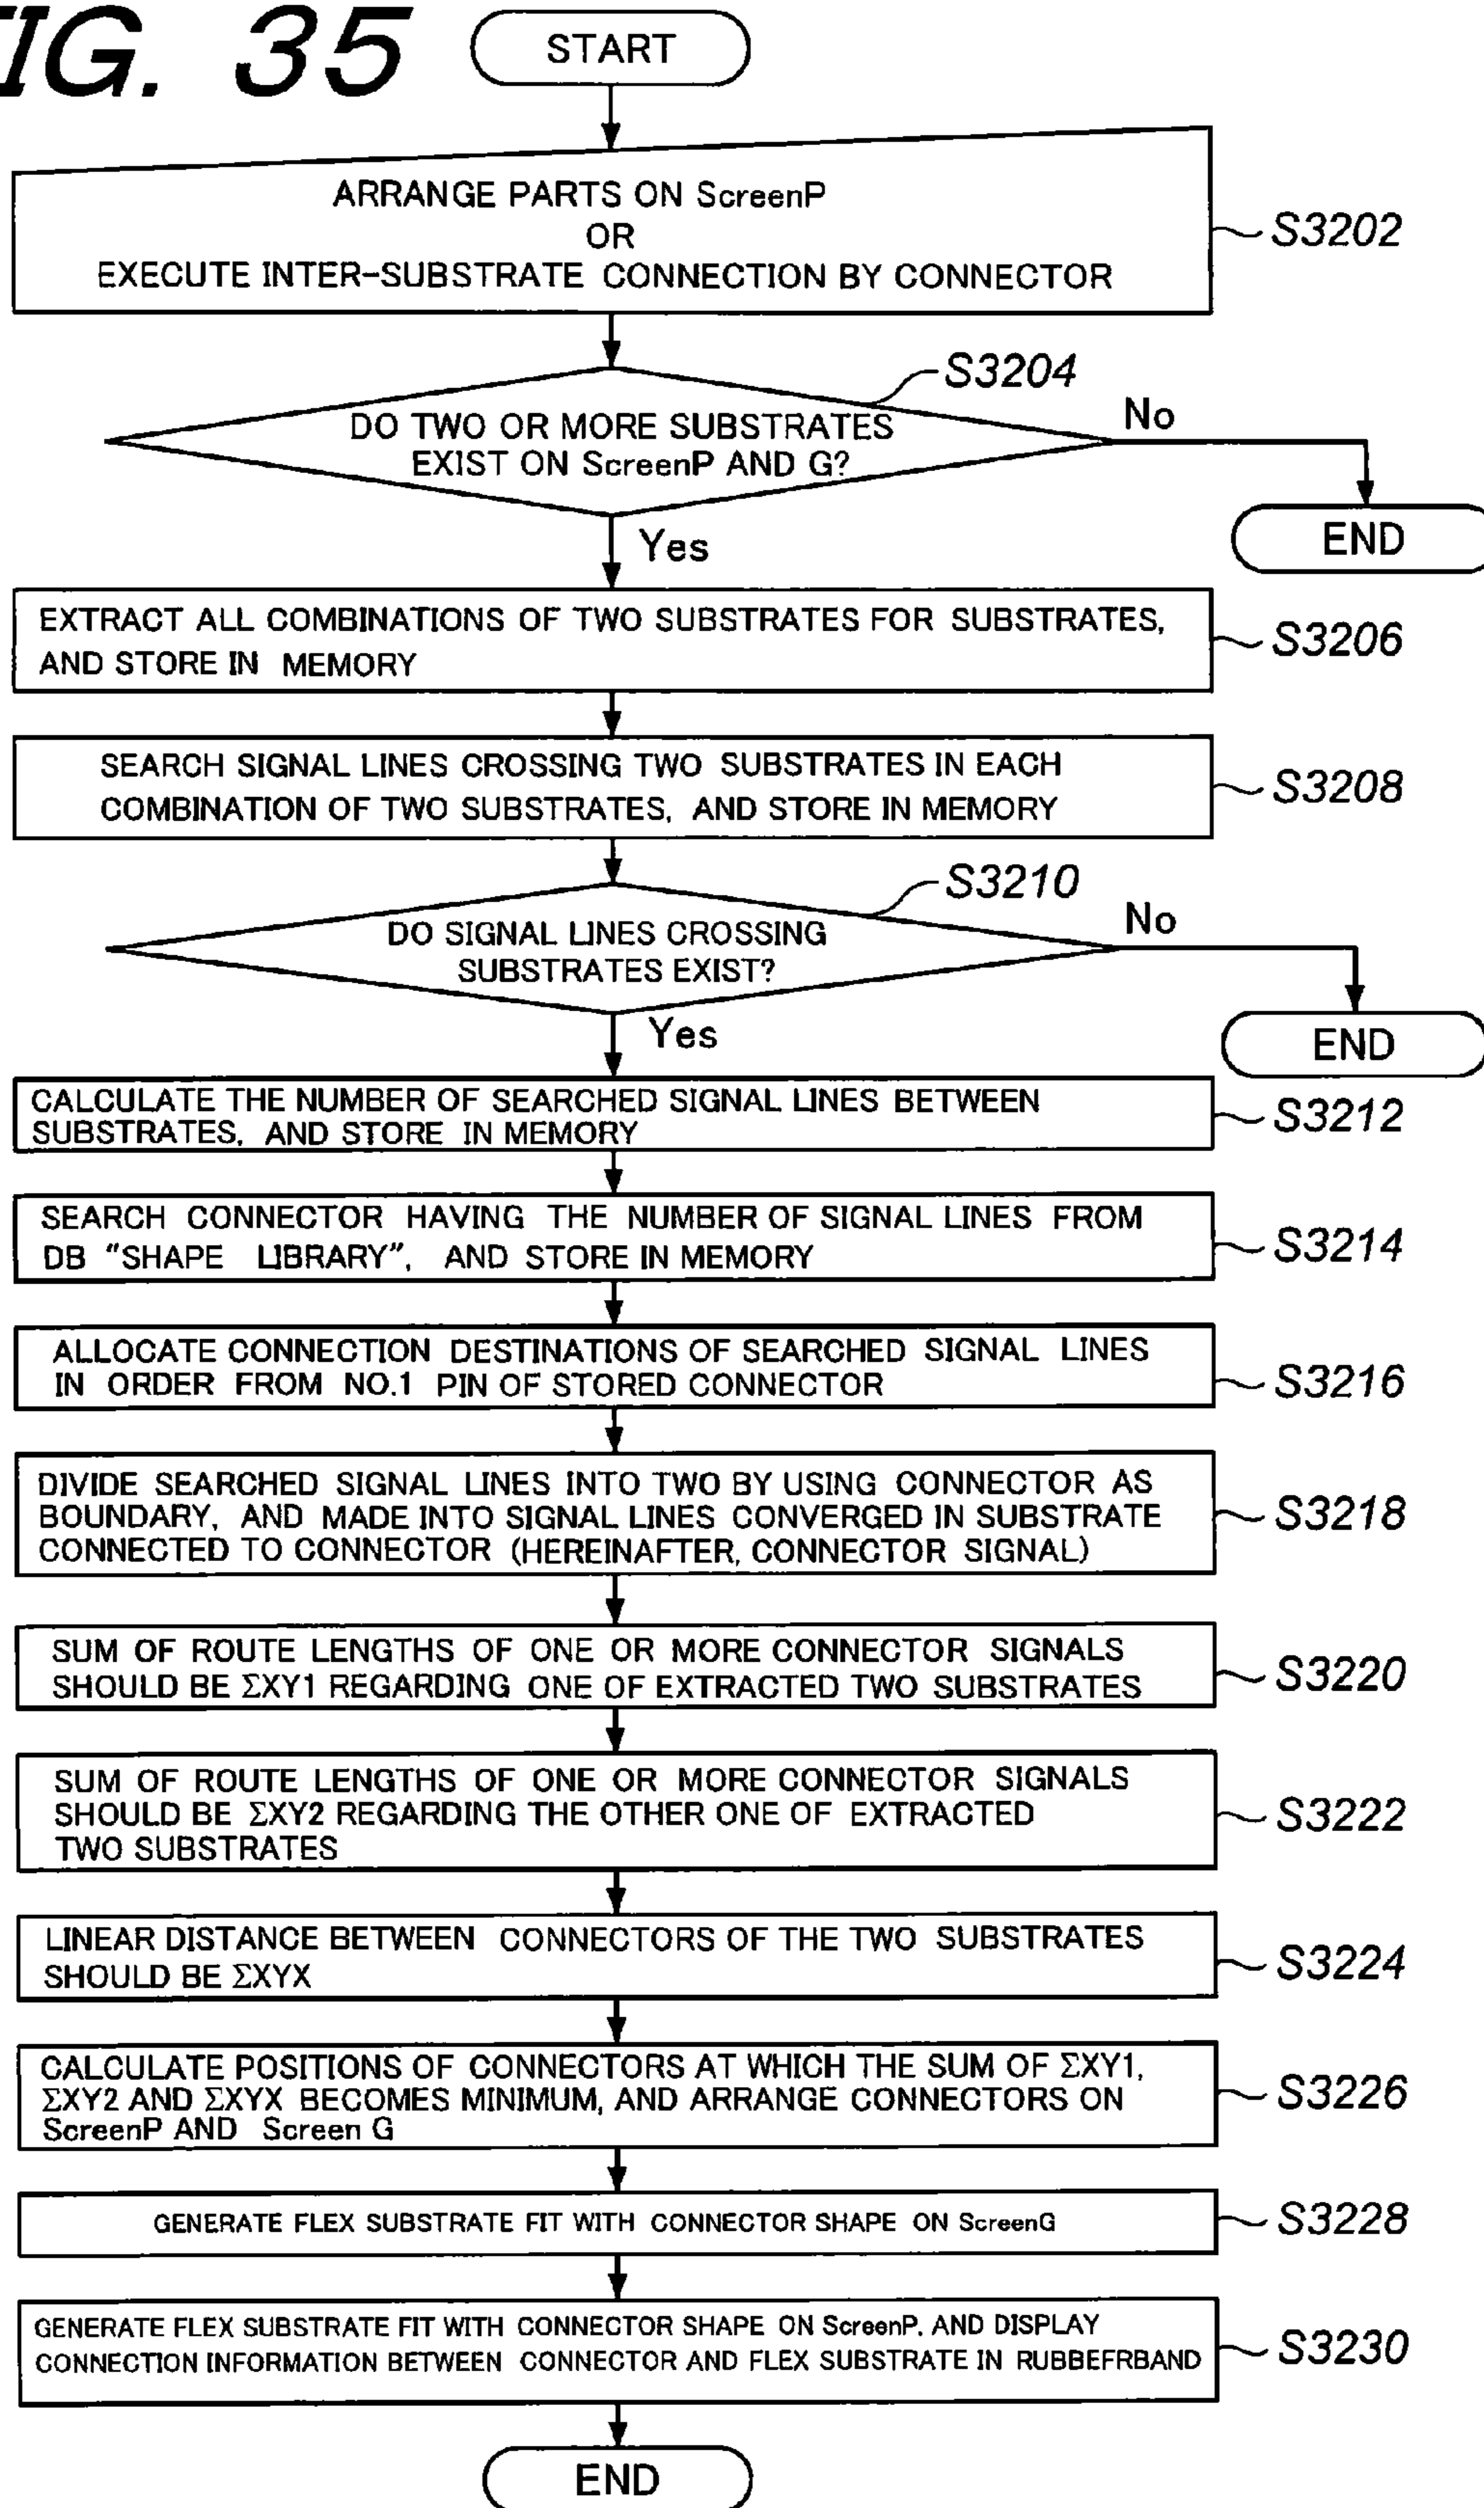 IG. 35
START
ARRANGE PARTS ON ScreenP
OR
EXECUTE INTER-SUBSTRATE CONNECTION BY CONNECTOR
S3202
S3204
DO TWO OR MORE SUBSTRATES
EXIST ON ScreenP AND G?
No
END
Yes
EXTRACT ALL COMBINATIONS OF TWO SUBSTRATES FOR SUBSTRATES,
AND STORE IN MEMORY
S3206
SEARCH SIGNAL LINES CROSSING TWO SUBSTRATES IN EACH
COMBINATION OF TWO SUBSTRATES, AND STORE IN MEMORY
S3208
S3210
DO SIGNAL LINES CROSSING
SUBSTRATES EXIST?
No
END
Yes
CALCULATE THE NUMBER OF SEARCHED SIGNAL LINES BETWEEN
SUBSTRATES, AND STORE IN MEMORY
S3212
SEARCH CONNECTOR HAVING THE NUMBER OF SIGNAL LINES FROM
DB "SHAPE LIBRARY", AND STORE IN MEMORY
S3214
ALLOCATE CONNECTION DESTINATIONS OF SEARCHED SIGNAL LINES
IN ORDER FROM NO.1 PIN OF STORED CONNECTOR
S3216
DIVIDE SEARCHED SIGNAL LINES INTO TWO BY USING CONNECTOR AS
BOUNDARY, AND MADE INTO SIGNAL LINES CONVERGED IN SUBSTRATE
CONNECTED TO CONNECTOR (HEREINAFTER, CONNECTOR SIGNAL)
S3218
SUM OF ROUTE LENGTHS OF ONE OR MORE CONNECTOR SIGNALS
SHOULD BE ΣXY1 REGARDING ONE OF EXTRACTED TWO SUBSTRATES
S3220
SUM OF ROUTE LENGTHS OF ONE OR MORE CONNECTOR SIGNALS
SHOULD BE ΣXY2 REGARDING THE OTHER ONE OF EXTRACTED
TWO SUBSTRATES
S3222
LINEAR DISTANCE BETWEEN CONNECTORS OF THE TWO SUBSTRATES
SHOULD BE ΣXYX
S3224
CALCULATE POSITIONS OF CONNECTORS AT WHICH THE SUM OF ΣXY1,
ΣXY2 AND ΣXYX BECOMES MINIMUM, AND ARRANGE CONNECTORS ON
ScreenP AND Screen G
S3226
GENERATE FLEX SUBSTRATE FIT WITH CONNECTOR SHAPE ON ScreenG
S3228
GENERATE FLEX SUBSTRATE FIT WITH CONNECTOR SHAPE ON ScreenP, AND DISPLAY
CONNECTION INFORMATION BETWEEN CONNECTOR AND FLEX SUBSTRATE IN RUBBEFRBAND
S3230
END